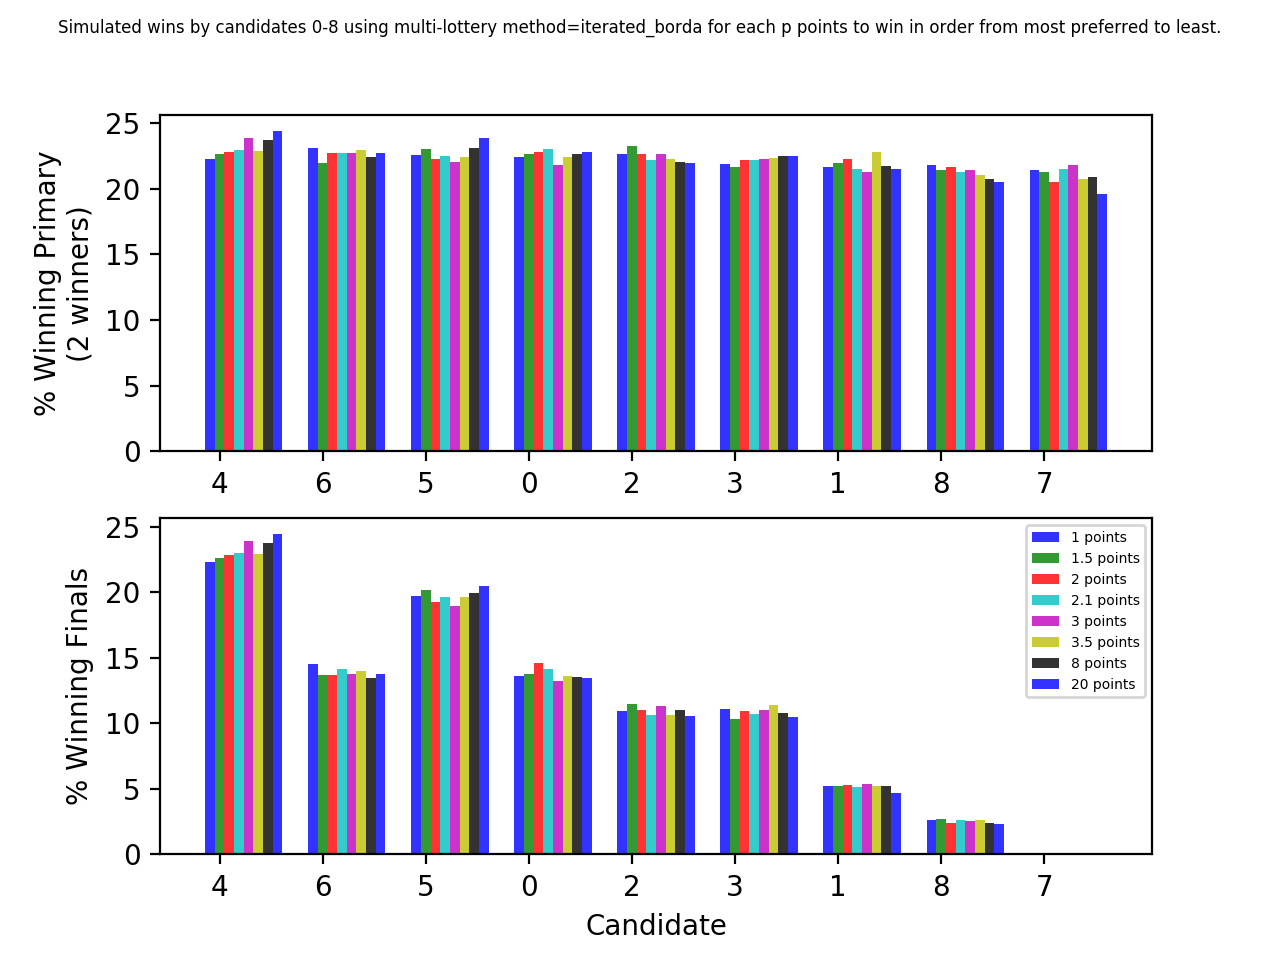 Simulated wins by candidates 0-8 using multi-lottery method=iterated_borda for each p points to win in order from most preferred to least.
% Winning Primary
(2 winners)
25
20
15
10
5
0
4 6 5 0 2 3 1 8 7
% Winning Finals
25
20
15
10
5
0
1 points
1.5 points
2 points
2.1 points
3 points
3.5 points
8 points
20 points
4 6 5 0 2 3 1 8 7
Candidate